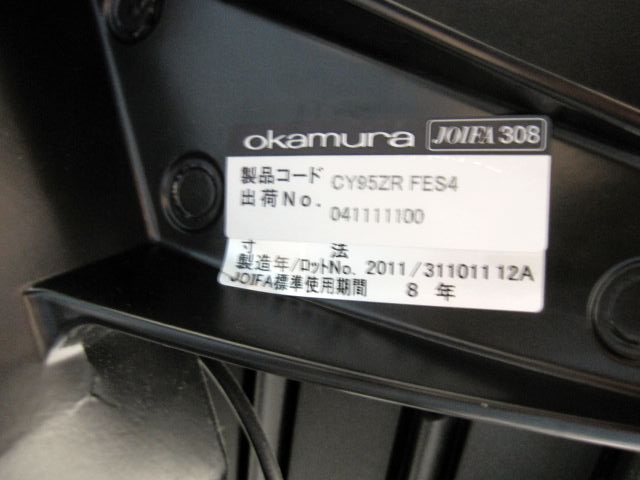 okamura JOIFA 308
製品コード CY95ZR FES4
出荷No. 041111100
寸 法
製造年/ロットNo. 2011/311011 12A
JOIFA標準使用期間 8 年